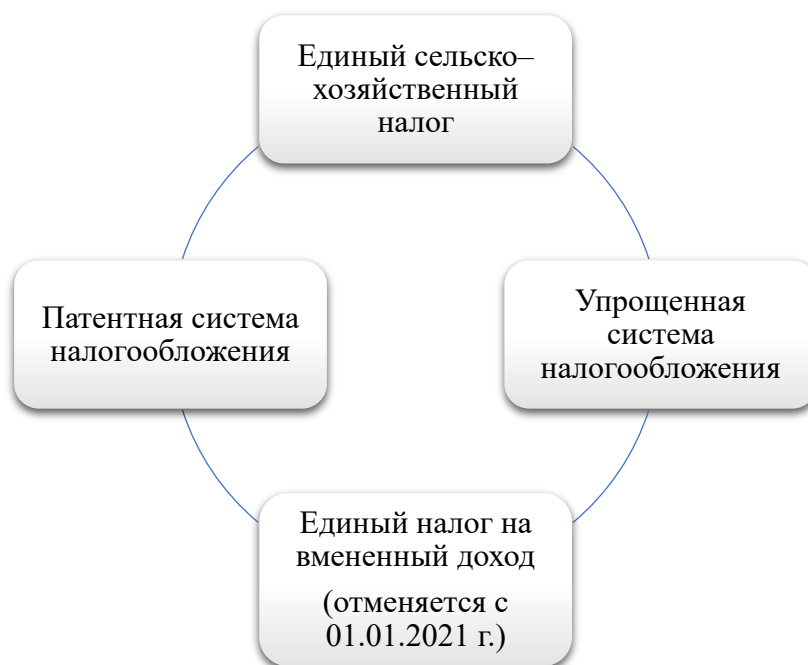 Единый сельско–
хозяйственный
налог
Патентная система
налогообложения
Упрощенная
система
налогообложения
Единый налог на
вмененный доход
(отменяется с
01.01.2021 г.)